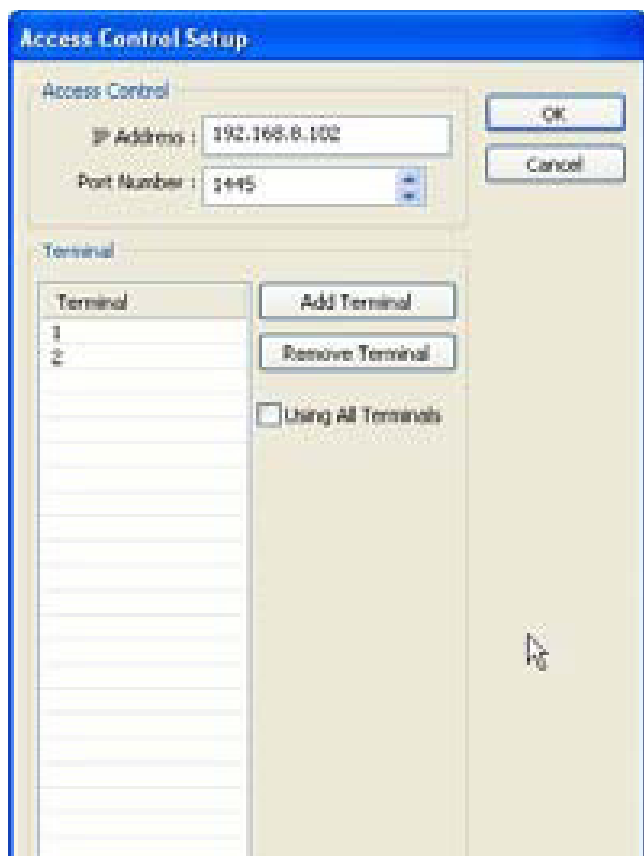 Access Control Setup
Access Control
IP Address : 192.168.8.102
Port Number : 1445
OK
Cancel
Terminal
Terminal
1
2
Add Terminal
Remove Terminal
Using All Terminals